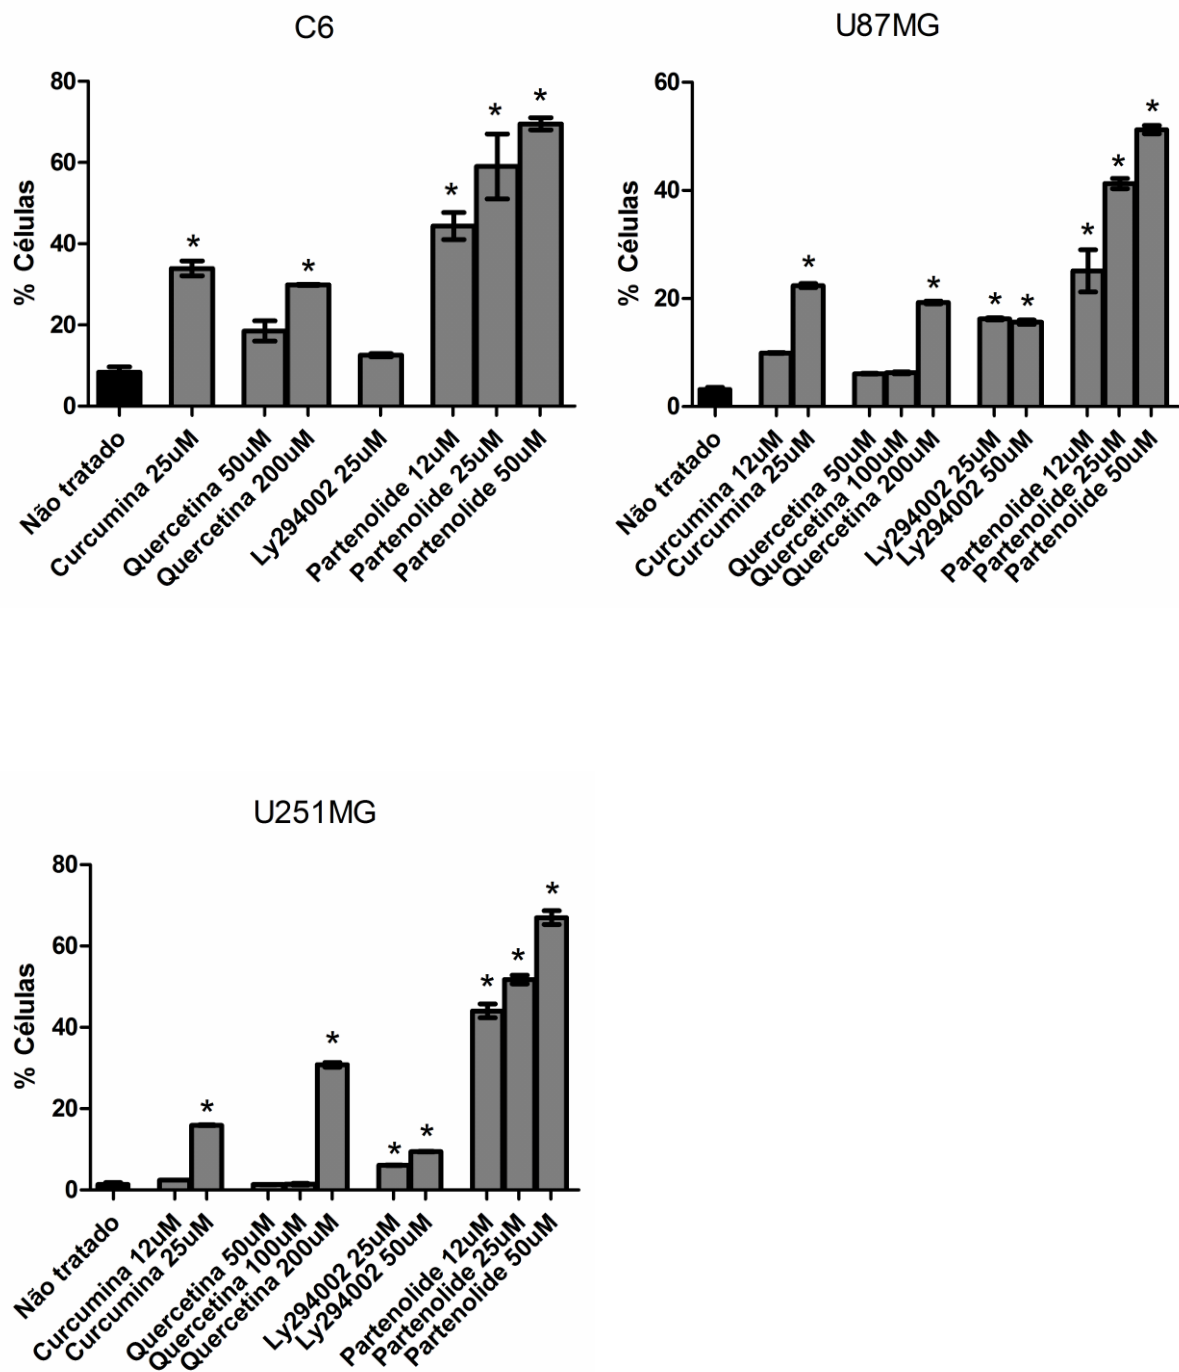 C6
% Células
80
60
40
20
0
*
*
*
*
*
Não tratado
Curcumina 25uM
Quercetina 50uM
Quercetina 200uM
Ly294002 25uM
Partenolide 12uM
Partenolide 25uM
Partenolide 50uM
U87MG
% Células
60
40
20
0
*
*
*
*
*
*
*
Não tratado
Curcumina 12uM
Curcumina 25uM
Quercetina 50uM
Quercetina 100uM
Quercetina 200uM
Ly294002 25uM
Ly294002 50uM
Partenolide 12uM
Partenolide 25uM
Partenolide 50uM
U251MG
% Células
80
60
40
20
0
*
*
*
*
*
*
*
Não tratado
Curcumina 12uM
Curcumina 25uM
Quercetina 50uM
Quercetina 100uM
Quercetina 200uM
Ly294002 25uM
Ly294002 50uM
Partenolide 12uM
Partenolide 25uM
Partenolide 50uM